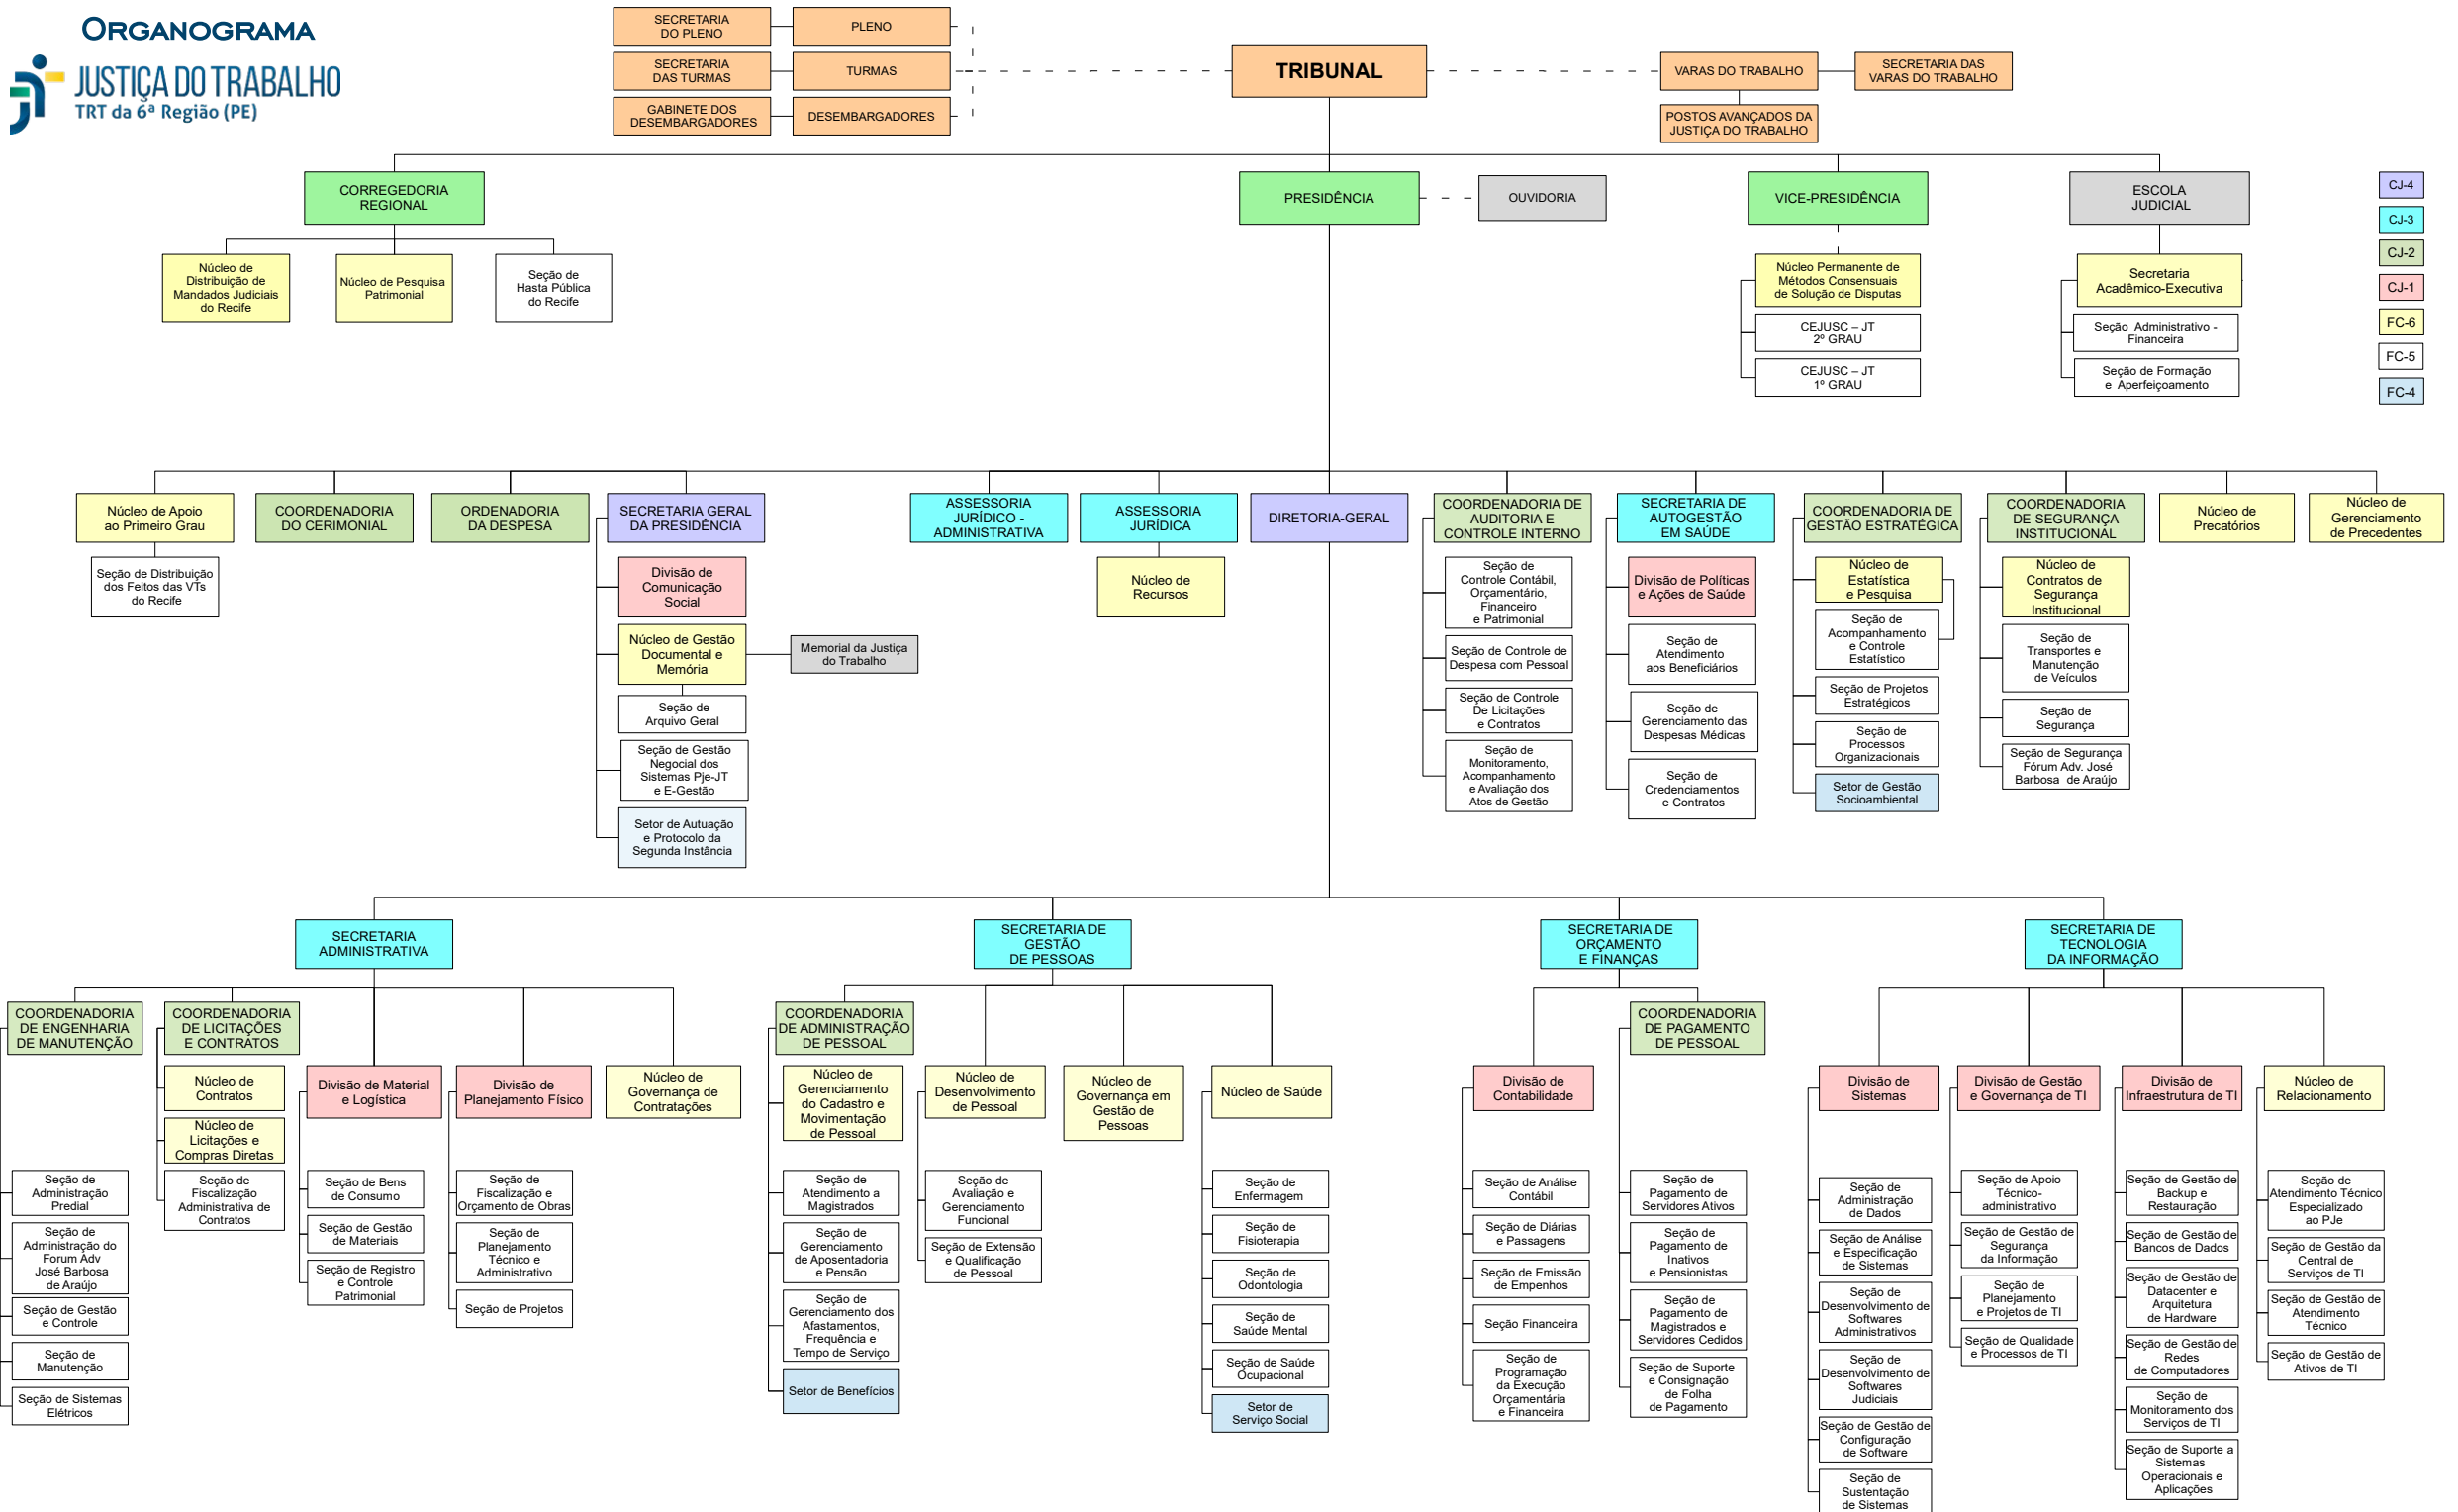 ORGANOGRAMA
JUSTIÇA DO TRABALHO
TRT da 6ª Região (PE)
SECRETARIA
DO PLENO
PLENO
SECRETARIA
DAS TURMAS
TURMAS
GABINETE DOS
DESEMBARGADORES
DESEMBARGADORES
TRIBUNAL
VARAS DO TRABALHO
SECRETARIA DAS
VARAS DO TRABALHO
POSTOS AVANÇADOS DA
JUSTIÇA DO TRABALHO
CORREGEDORIA
REGIONAL
PRESIDÊNCIA
OUVIDORIA
VICE-PRESIDÊNCIA
ESCOLA
JUDICIAL
CJ-4
CJ-3
CJ-2
CJ-1
FC-6
FC-5
FC-4
Núcleo de
Distribuição de
Mandados Judiciais
do Recife
Núcleo de Pesquisa
Patrimonial
Seção de
Hasta Pública
do Recife
Núcleo Permanente de
Métodos Consensuais
de Solução de Disputas
CEJUSC – JT
2º GRAU
CEJUSC – JT
1º GRAU
Secretaria
Acadêmico-Executiva
Seção Administrativo -
Financeira
Seção de Formação
e Aperfeiçoamento
Núcleo de Apoio
ao Primeiro Grau
Seção de Distribuição
dos Feitos das VTs
do Recife
COORDENADORIA
DO CERIMONIAL
ORDENADORIA
DA DESPESA
SECRETARIA GERAL
DA PRESIDÊNCIA
Divisão de
Comunicação
Social
Núcleo de Gestão
Documental e
Memória
Memorial da Justiça
do Trabalho
Seção de
Arquivo Geral
Seção de Gestão
Negocial dos
Sistemas Pje-JT
e E-Gestão
Setor de Autuação
e Protocolo da
Segunda Instância
ASSESSORIA
JURÍDICO -
ADMINISTRATIVA
ASSESSORIA
JURÍDICA
Núcleo de
Recursos
DIRETORIA-GERAL
COORDENADORIA DE
AUDITORIA E
CONTROLE INTERNO
Seção de
Controle Contábil,
Orçamentário,
Financeiro
e Patrimonial
Seção de Controle de
Despesa com Pessoal
Seção de Controle
De Licitações
e Contratos
Seção de
Monitoramento,
Acompanhamento
e Avaliação dos
Atos de Gestão
SECRETARIA DE
AUTOGESTÃO
EM SAÚDE
Divisão de Políticas
e Ações de Saúde
Seção de
Atendimento
aos Beneficiários
Seção de
Gerenciamento das
Despesas Médicas
Seção de
Credenciamentos
e Contratos
COORDENADORIA DE
GESTÃO ESTRATÉGICA
Núcleo de
Estatística
e Pesquisa
Seção de
Acompanhamento
e Controle
Estatístico
Seção de Projetos
Estratégicos
Seção de
Processos
Organizacionais
Setor de Gestão
Socioambiental
COORDENADORIA
DE SEGURANÇA
INSTITUCIONAL
Núcleo de
Contratos de
Segurança
Institucional
Seção de
Transportes e
Manutenção
de Veículos
Seção de
Segurança
Seção de Segurança
Fórum Adv. José
Barbosa de Araújo
Núcleo de
Precatórios
Núcleo de
Gerenciamento
de Precedentes
SECRETARIA
ADMINISTRATIVA
SECRETARIA DE
GESTÃO
DE PESSOAS
SECRETARIA DE
ORÇAMENTO
E FINANÇAS
SECRETARIA DE
TECNOLOGIA
DA INFORMAÇÃO
COORDENADORIA
DE ENGENHARIA
DE MANUTENÇÃO
Seção de
Administração
Predial
Seção de
Administração do
Forum Adv
José Barbosa
de Araújo
Seção de Gestão
e Controle
Seção de
Manutenção
Seção de Sistemas
Elétricos
COORDENADORIA
DE LICITAÇÕES
E CONTRATOS
Núcleo de
Contratos
Núcleo de
Licitações e
Compras Diretas
Seção de
Fiscalização
Administrativa de
Contratos
Divisão de Material
e Logística
Seção de Bens
de Consumo
Seção de Gestão
de Materiais
Seção de Registro
e Controle
Patrimonial
Divisão de
Planejamento Físico
Seção de
Fiscalização e
Orçamento de Obras
Seção de
Planejamento
Técnico e
Administrativo
Seção de Projetos
Núcleo de
Governança de
Contratações
COORDENADORIA
DE ADMINISTRAÇÃO
DE PESSOAL
Núcleo de
Gerenciamento
do Cadastro e
Movimentação
de Pessoal
Seção de
Atendimento a
Magistrados
Seção de
Gerenciamento
de Aposentadoria
e Pensão
Seção de
Gerenciamento dos
Afastamentos,
Frequência e
Tempo de Serviço
Setor de Benefícios
Núcleo de
Desenvolvimento
de Pessoal
Seção de
Avaliação e
Gerenciamento
Funcional
Seção de Extensão
e Qualificação
de Pessoal
Núcleo de
Governança em
Gestão de
Pessoas
Núcleo de Saúde
Seção de
Enfermagem
Seção de
Fisioterapia
Seção de
Odontologia
Seção de
Saúde Mental
Seção de Saúde
Ocupacional
Setor de
Serviço Social
Divisão de
Contabilidade
Seção de Análise
Contábil
Seção de Diárias
e Passagens
Seção de Emissão
de Empenhos
Seção Financeira
Seção de
Programação
da Execução
Orçamentária
e Financeira
COORDENADORIA
DE PAGAMENTO
DE PESSOAL
Seção de
Pagamento de
Servidores Ativos
Seção de
Pagamento de
Inativos
e Pensionistas
Seção de
Pagamento de
Magistrados e
Servidores Cedidos
Seção de Suporte
e Consignação
de Folha
de Pagamento
Divisão de
Sistemas
Seção de
Administração
de Dados
Seção de Análise
e Especificação
de Sistemas
Seção de
Desenvolvimento de
Softwares
Administrativos
Seção de
Desenvolvimento de
Softwares
Judiciais
Seção de Gestão de
Configuração
de Software
Seção de
Sustentação
de Sistemas
Divisão de Gestão
e Governança de TI
Seção de Apoio
Técnico-
administrativo
Seção de Gestão de
Segurança
da Informação
Seção de
Planejamento
e Projetos de TI
Seção de Qualidade
e Processos de TI
Divisão de
Infraestrutura de TI
Seção de Gestão de
Backup e
Restauração
Seção de Gestão de
Bancos de Dados
Seção de Gestão de
Datacenter e
Arquitetura
de Hardware
Seção de Gestão de
Redes
de Computadores
Seção de
Monitoramento dos
Serviços de TI
Seção de Suporte a
Sistemas
Operacionais e
Aplicações
Núcleo de
Relacionamento
Seção de
Atendimento Técnico
Especializado
ao PJe
Seção de Gestão da
Central de
Serviços de TI
Seção de Gestão de
Atendimento
Técnico
Seção de Gestão de
Ativos de TI